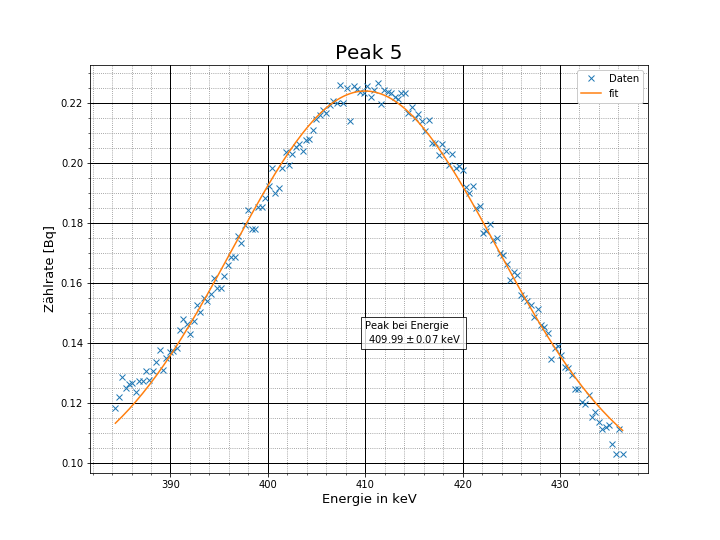 Peak 5
Daten
fit
Zählrate [Bq]
0.22
0.20
0.18
0.16
0.14
0.12
0.10
Peak bei Energie
409.99 ± 0.07 keV
390
400
410
420
430
Energie in keV